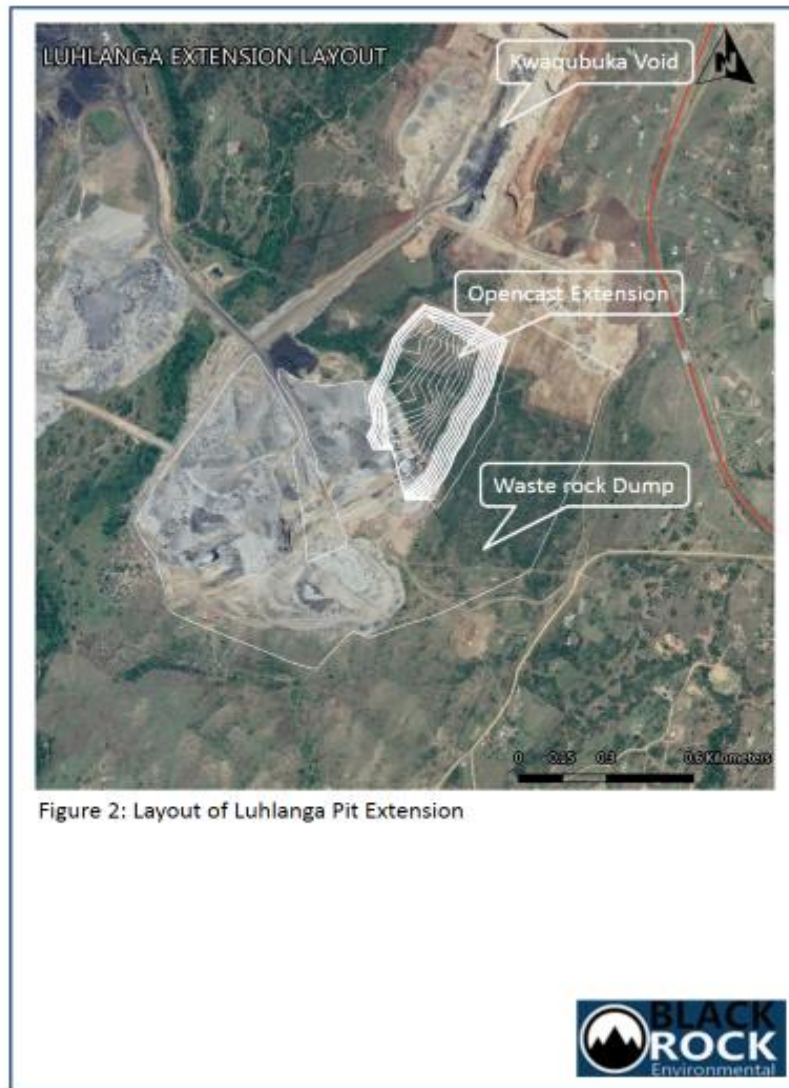 LUHLANGA EXTENSION LAYOUT
Kwaqubuka Void
N
Opencast Extension
Waste rock Dump
0 0.15 0.3 0.6 Kilometers
Figure 2: Layout of Luhlanga Pit Extension
BLACK
ROCK
Environmental